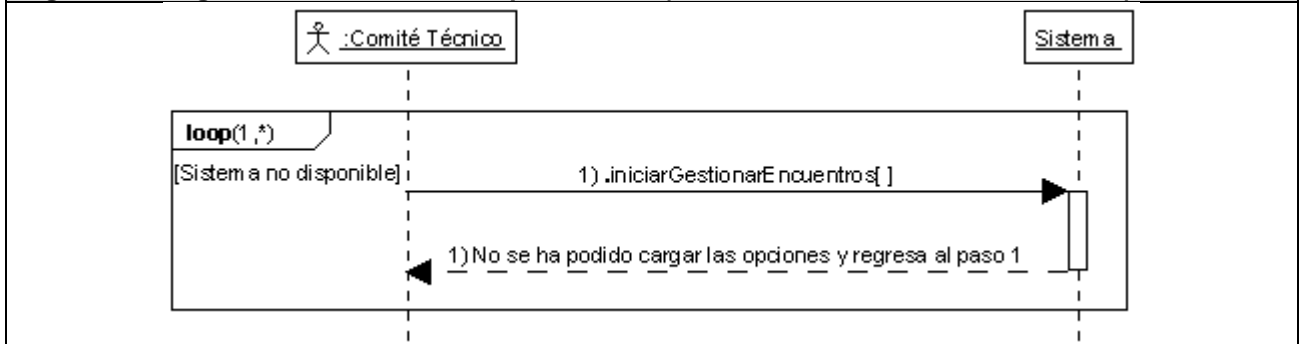 :Comité Técnico
Sistema
loop(1,*)
[Sistema no disponible]
1) .iniciarGestionarEncuentros[ ]
1) No se ha podido cargar las opciones y regresa al paso 1